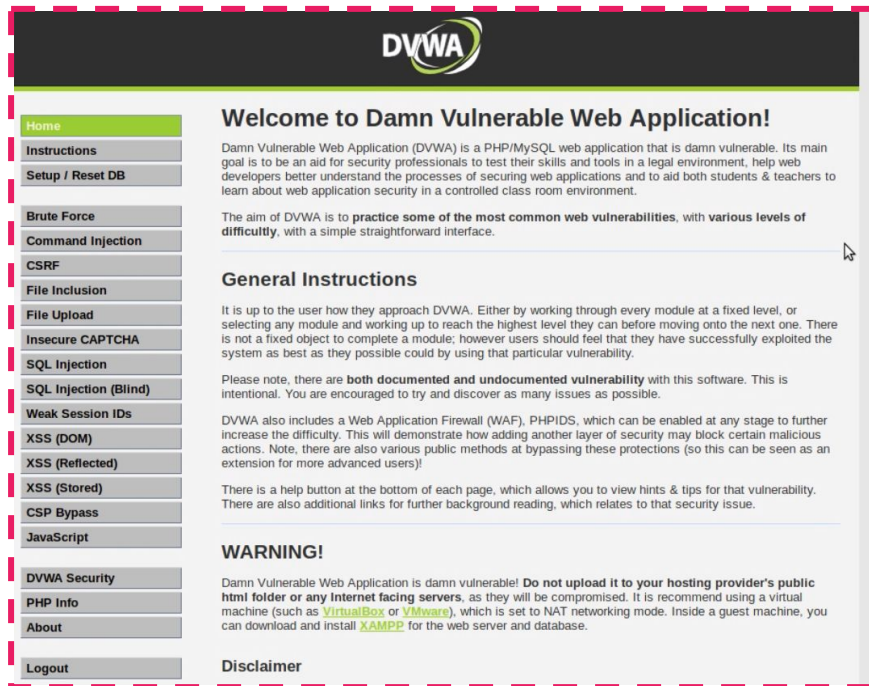 DVWA
Home
Instructions
Setup / Reset DB
Brute Force
Command Injection
CSRF
File Inclusion
File Upload
Insecure CAPTCHA
SQL Injection
SQL Injection (Blind)
Weak Session IDs
XSS (DOM)
XSS (Reflected)
XSS (Stored)
CSP Bypass
JavaScript
DVWA Security
PHP Info
About
Logout
Welcome to Damn Vulnerable Web Application!
Damn Vulnerable Web Application (DVWA) is a PHP/MySQL web application that is damn vulnerable. Its main
goal is to be an aid for security professionals to test their skills and tools in a legal environment, help web
developers better understand the processes of securing web applications and to aid both students & teachers to
learn about web application security in a controlled class room environment.
The aim of DVWA is to practice some of the most common web vulnerabilities, with various levels of
difficultly, with a simple straightforward interface.
General Instructions
It is up to the user how they approach DVWA. Either by working through every module at a fixed level, or
selecting any module and working up to reach the highest level they can before moving onto the next one. There
is not a fixed object to complete a module; however users should feel that they have successfully exploited the
system as best as they possible could by using that particular vulnerability.
Please note, there are both documented and undocumented vulnerability with this software. This is
intentional. You are encouraged to try and discover as many issues as possible.
DVWA also includes a Web Application Firewall (WAF), PHPIDS, which can be enabled at any stage to further
increase the difficulty. This will demonstrate how adding another layer of security may block certain malicious
actions. Note, there are also various public methods at bypassing these protections (so this can be seen as an
extension for more advanced users)!
There is a help button at the bottom of each page, which allows you to view hints & tips for that vulnerability.
There are also additional links for further background reading, which relates to that security issue.
WARNING!
Damn Vulnerable Web Application is damn vulnerable! Do not upload it to your hosting provider's public
html folder or any Internet facing servers, as they will be compromised. It is recommend using a virtual
machine (such as VirtualBox or VMware), which is set to NAT networking mode. Inside a guest machine, you
can download and install XAMPP for the web server and database.
Disclaimer